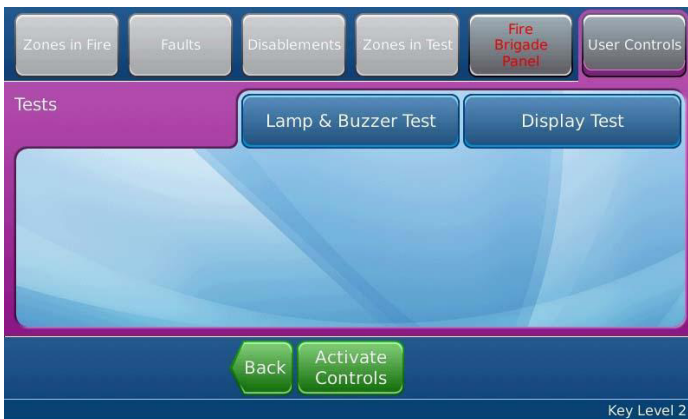 Zones in Fire
Faults
Disablements
Zones in Test
Fire
Brigade
Panel
User Controls
Tests
Lamp & Buzzer Test
Display Test
Back
Activate
Controls
Key Level 2